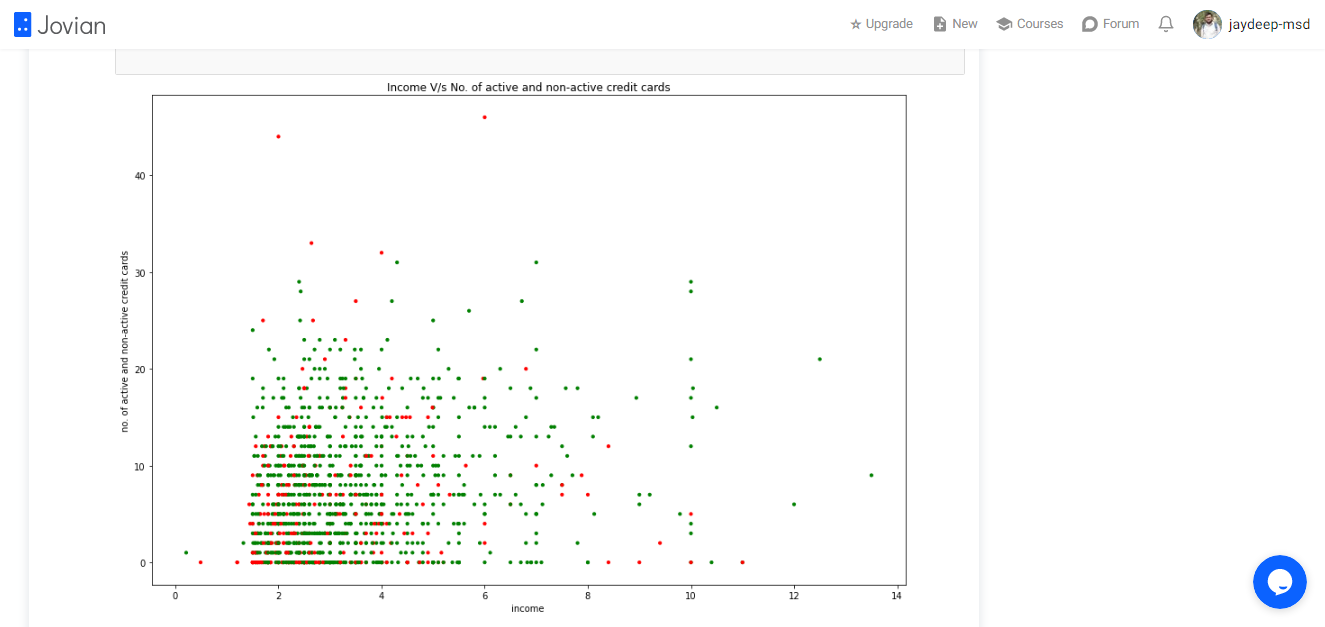 Jovian
Upgrade
New
Courses
Forum
jaydeep-msd
Income V/s No. of active and non-active credit cards
no. of active and non-active credit cards
40
30
20
10
0
0 2 4 6 8 10 12 14
income